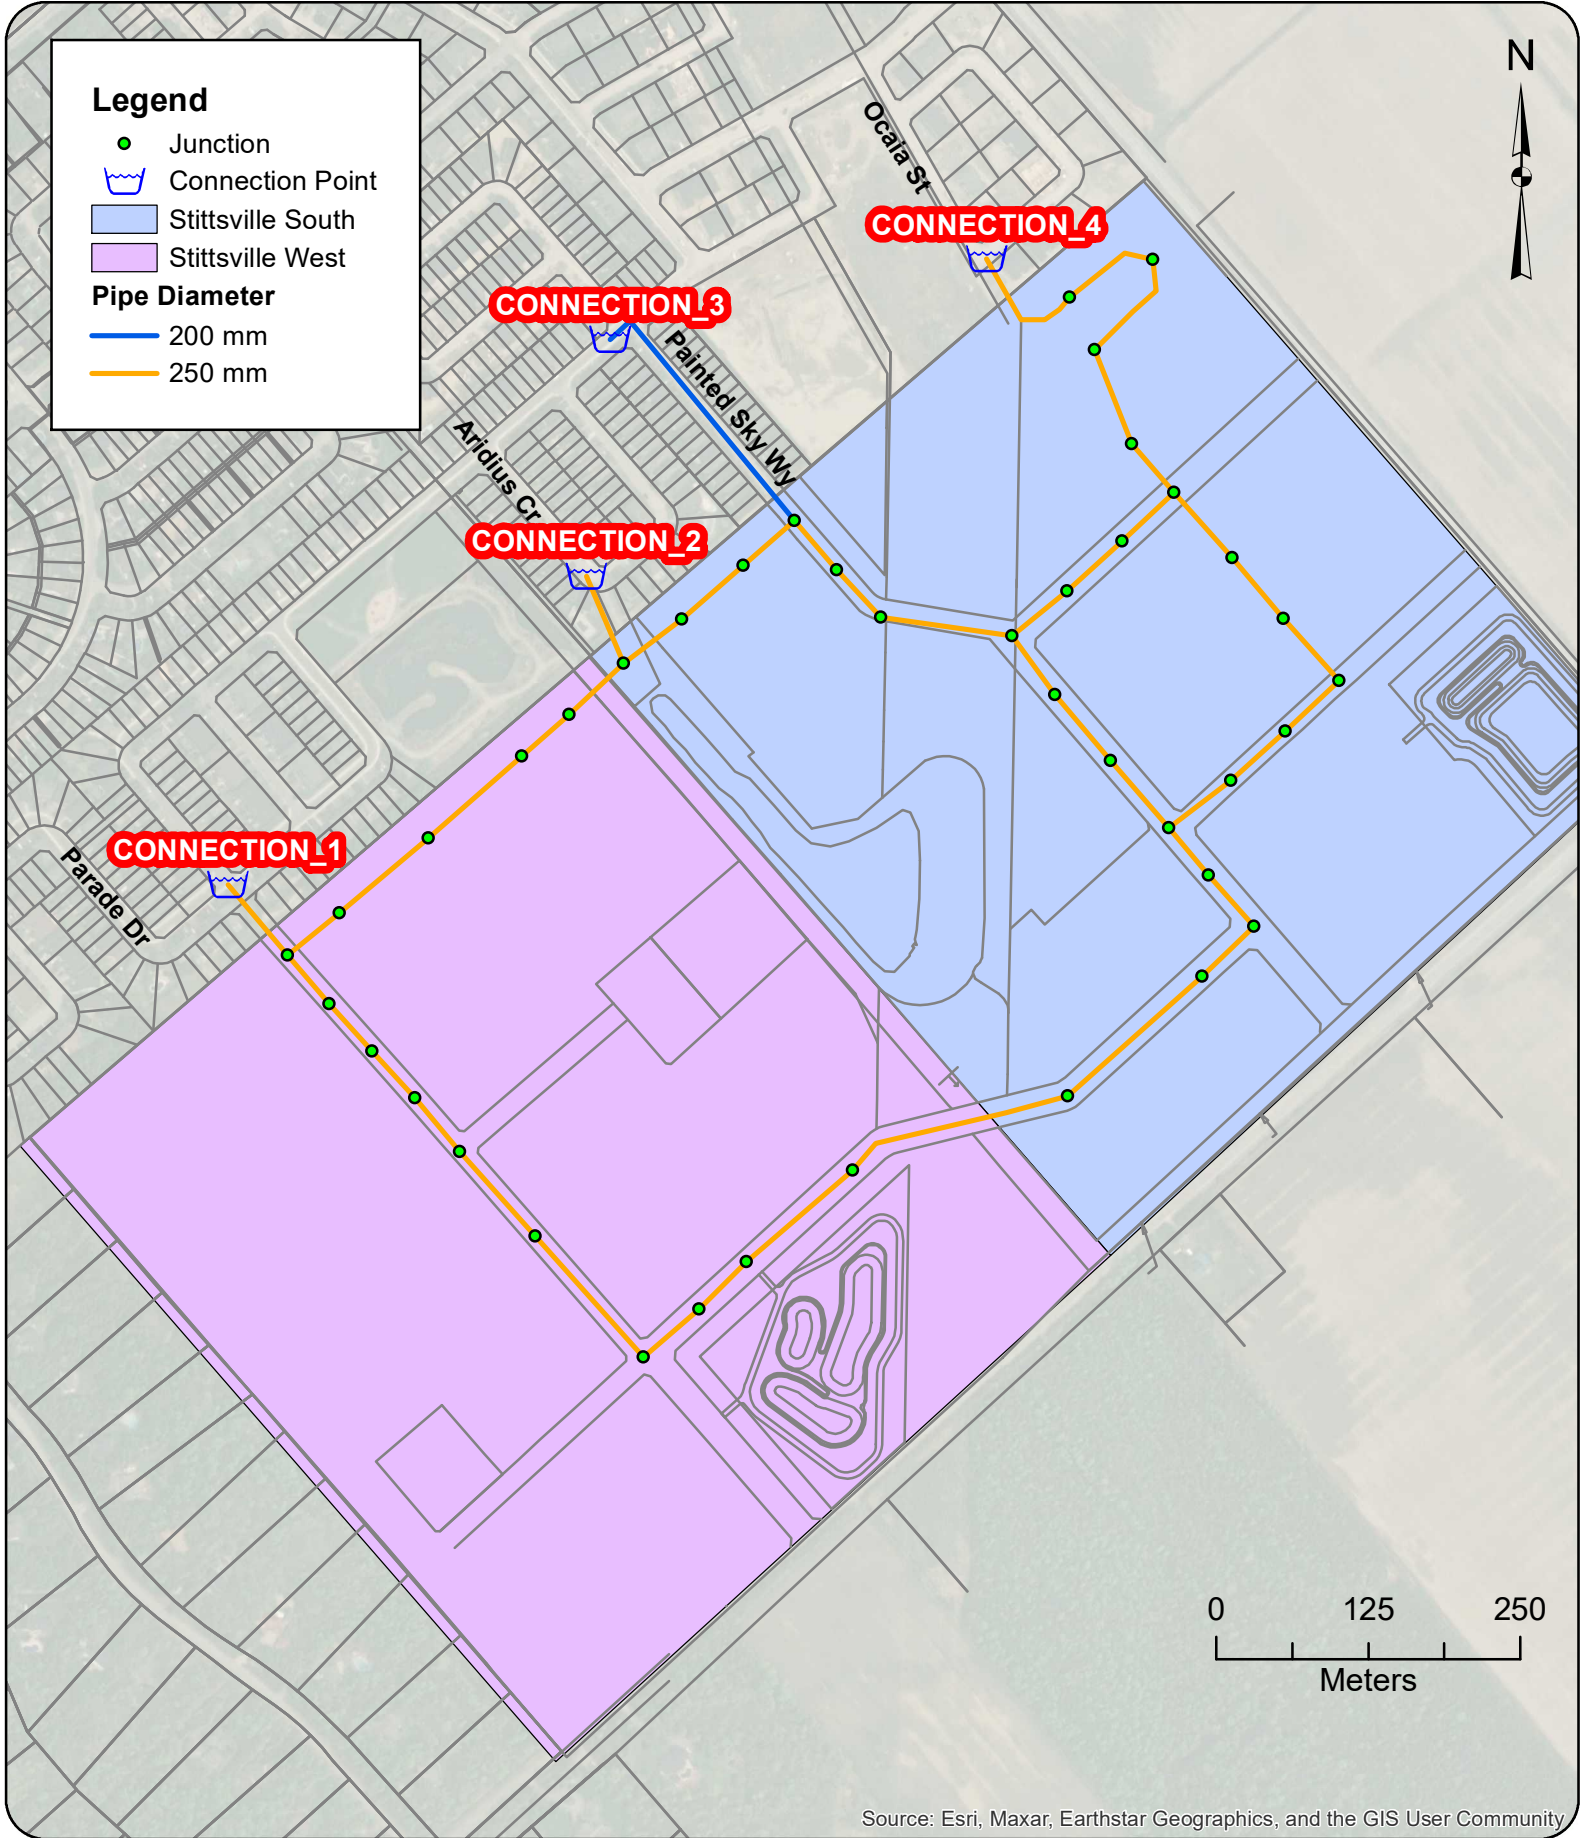 Legend
Junction
Connection Point
Stittsville South
Stittsville West
Pipe Diameter
200 mm
250 mm
N
Ocala St
CONNECTION_4
CONNECTION_3
Painted Sky Wy
Aridius Cr
CONNECTION_2
CONNECTION_1
Parade Dr
0 125 250
Meters
Source: Esri, Maxar, Earthstar Geographics, and the GIS User Community